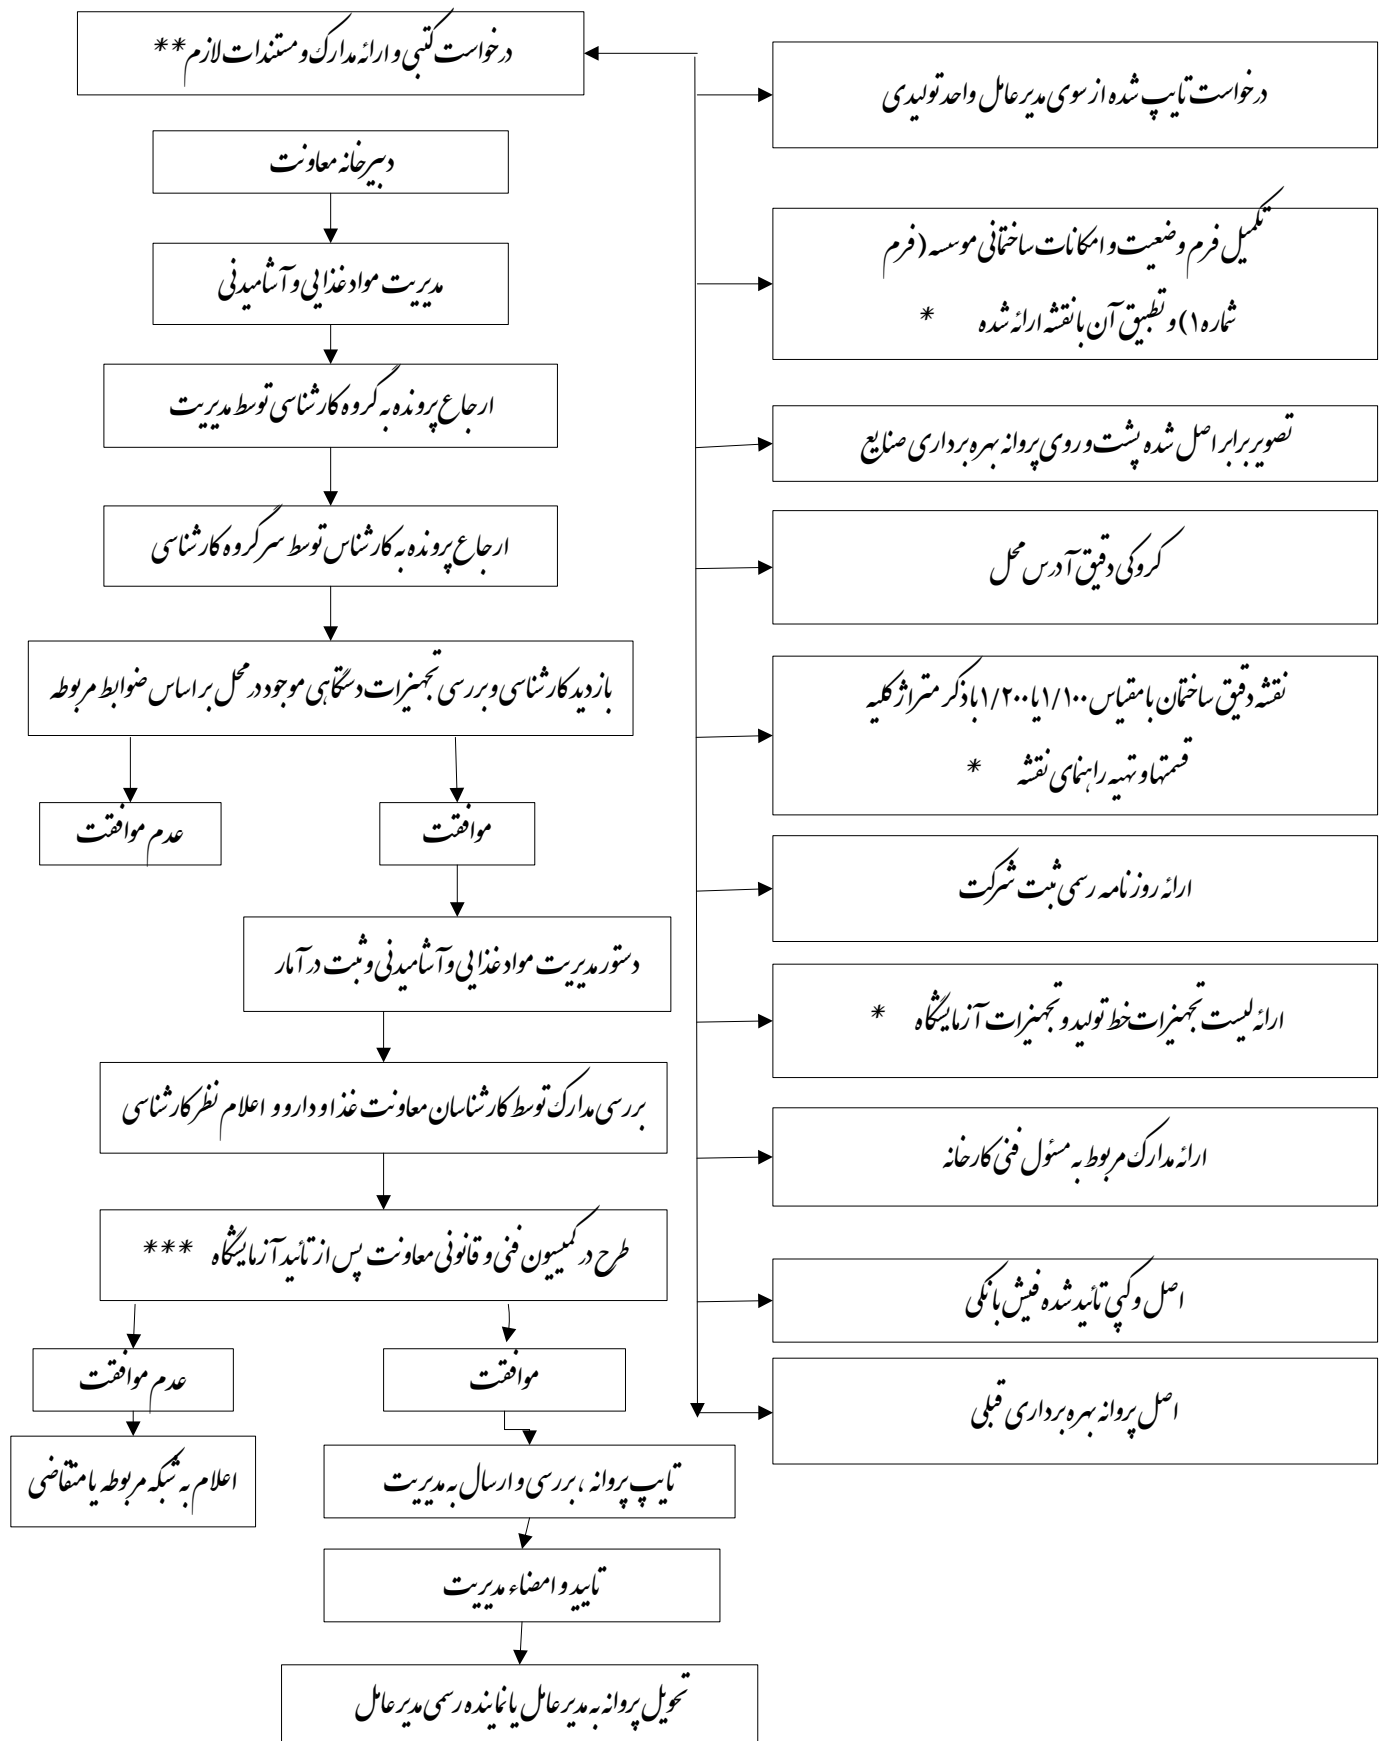 درخواست کتبی و ارائه مدارک و مستندات لازم **
دبیرخانه معاونت
مدیریت مواد غذایی و آشامیدنی
ارجاع پرونده به گروه کارشناسی توسط مدیریت
ارجاع پرونده به کارشناس توسط سرگروه کارشناسی
بازدید کارشناسی و بررسی تجهیزات دستگاهی موجود در محل بر اساس ضوابط مربوطه
موافقت
عدم موافقت
دستور مدیریت مواد غذایی و آشامیدنی و ثبت در آمار
بررسی مدارک توسط کارشناسان معاونت غذا و دارو و اعلام نظر کارشناسی
طرح در کمیسیون فنی و قانونی معاونت پس از تائید آزمایشگاه ***
موافقت
عدم موافقت
تایپ پروانه ، بررسی و ارسال به مدیریت
اعلام به شبکه مربوطه یا متقاضی
تایید و امضاء مدیریت
تحویل پروانه به مدیر عامل یا نماینده رسمی مدیر عامل
درخواست تایپ شده از سوی مدیر عامل واحد تولیدی
تکمیل فرم وضعیت و امکانات ساختمانی موسسه (فرم
شماره ۱) و تطبیق آن با نقشه ارائه شده *
تصویر برابر اصل شده پشت و روی پروانه بهره برداری صنایع
کروکی دقیق آدرس محل
نقشه دقیق ساختمان با مقیاس ۱/۱۰۰ یا ۱/۲۰۰ با ذکر متراژ کلیه
قسمتها و تهیه راهنمای نقشه *
ارائه روزنامه رسمی ثبت شرکت
ارائه لیست تجهیزات خط تولید و تجهیزات آزمایشگاه *
ارائه مدارک مربوط به مسئول فنی کارخانه
اصل و کپی تائید شده فیش بانکی
اصل پروانه بهره برداری قبلی